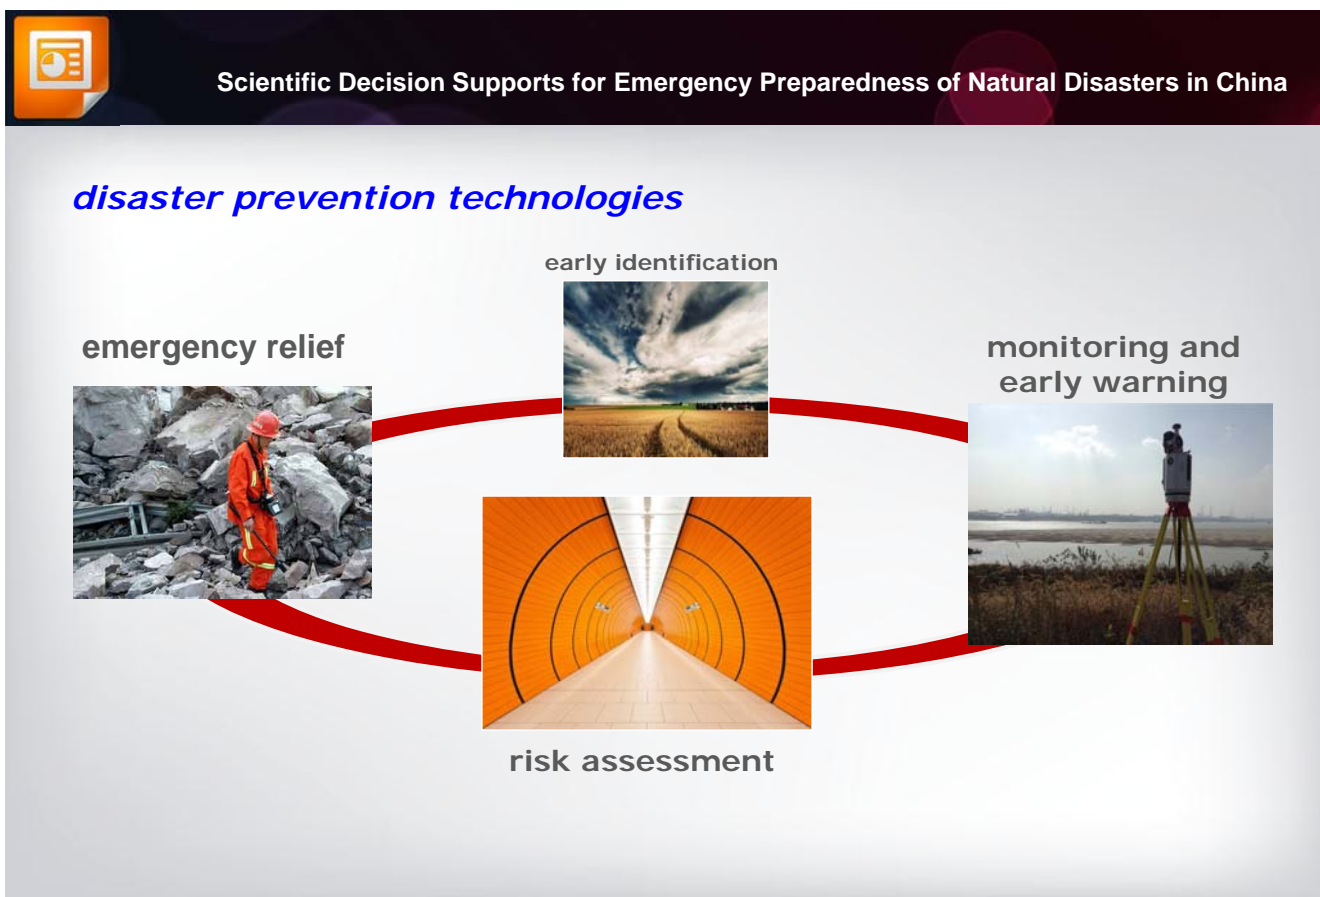 Scientific Decision Supports for Emergency Preparedness of Natural Disasters in China
disaster prevention technologies
early identification
emergency relief
monitoring and
early warning
risk assessment